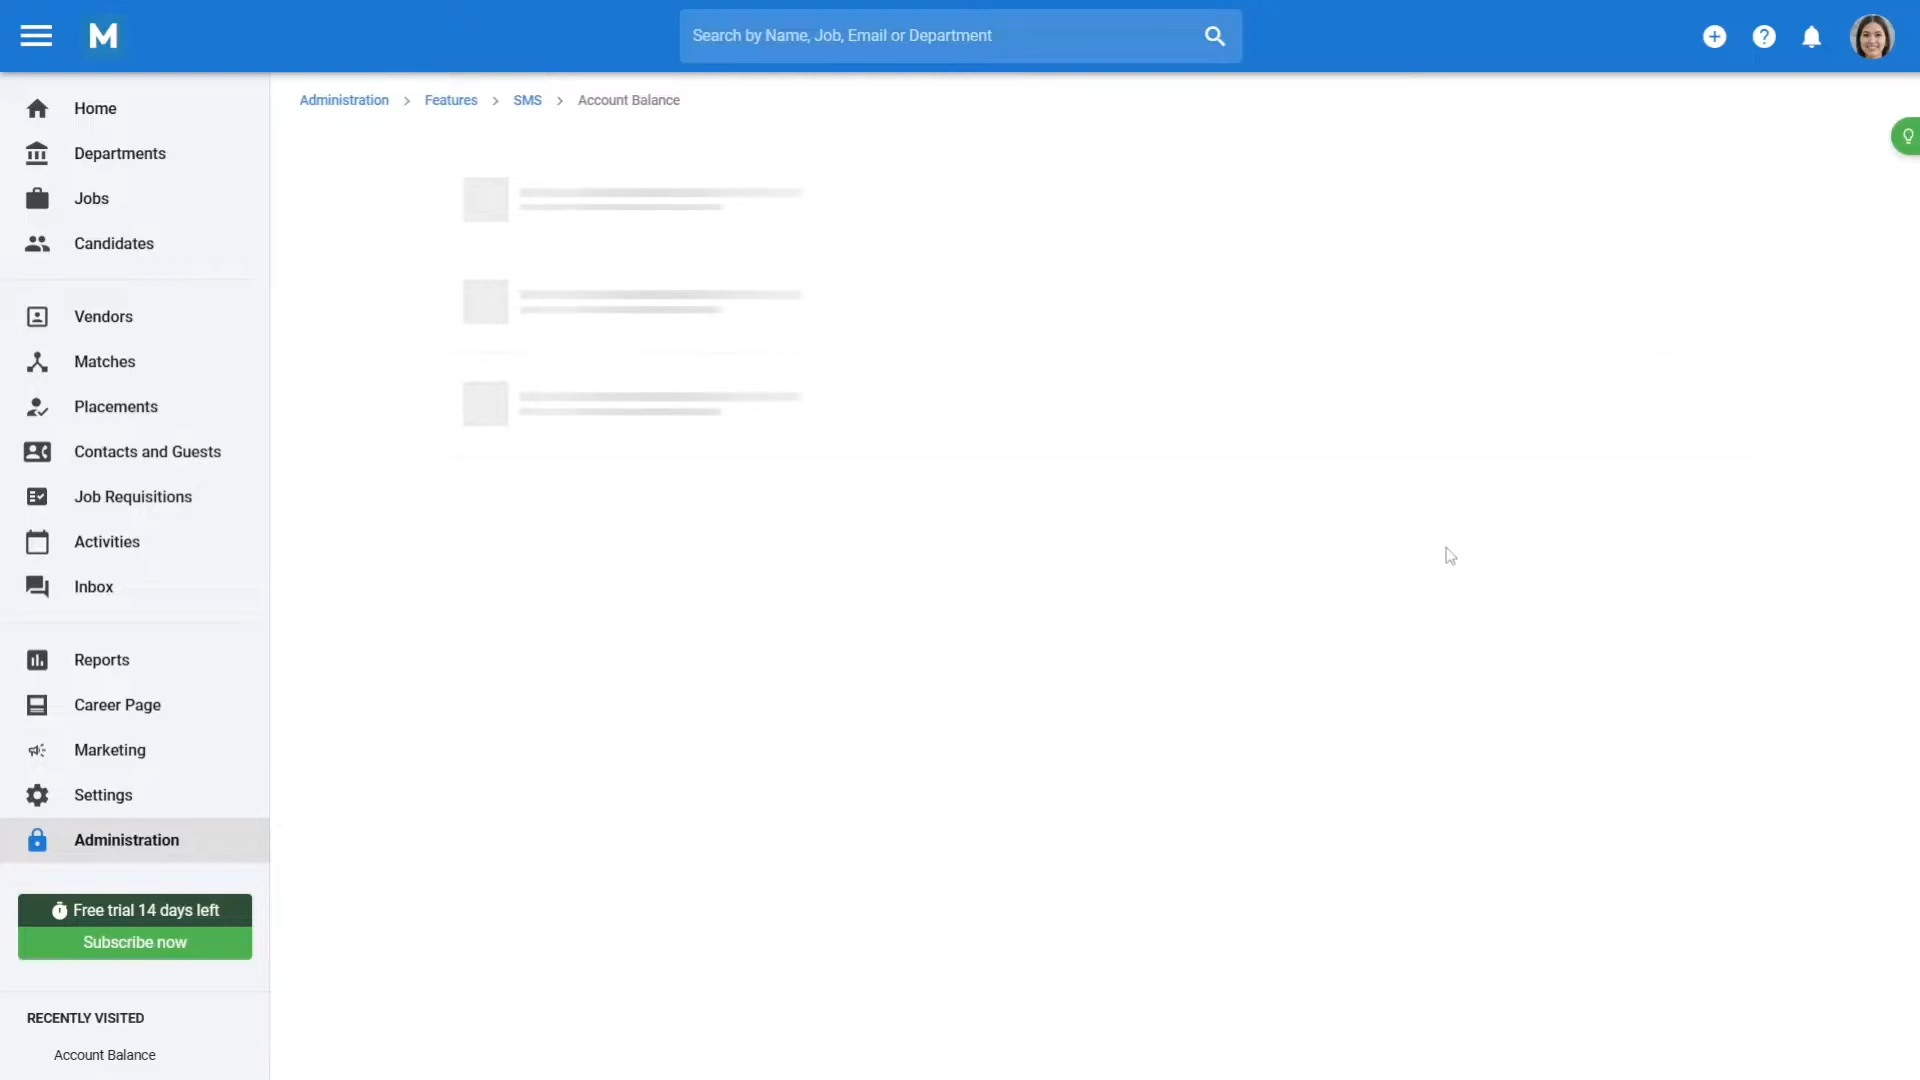 M
Search by Name, Job, Email or Department
Home
Departments
Jobs
Candidates
Vendors
Matches
Placements
Contacts and Guests
Job Requisitions
Activities
Inbox
Reports
Career Page
Marketing
Settings
Administration
Free trial 14 days left
Subscribe now
RECENTLY VISITED
Account Balance
Administration > Features > SMS > Account Balance